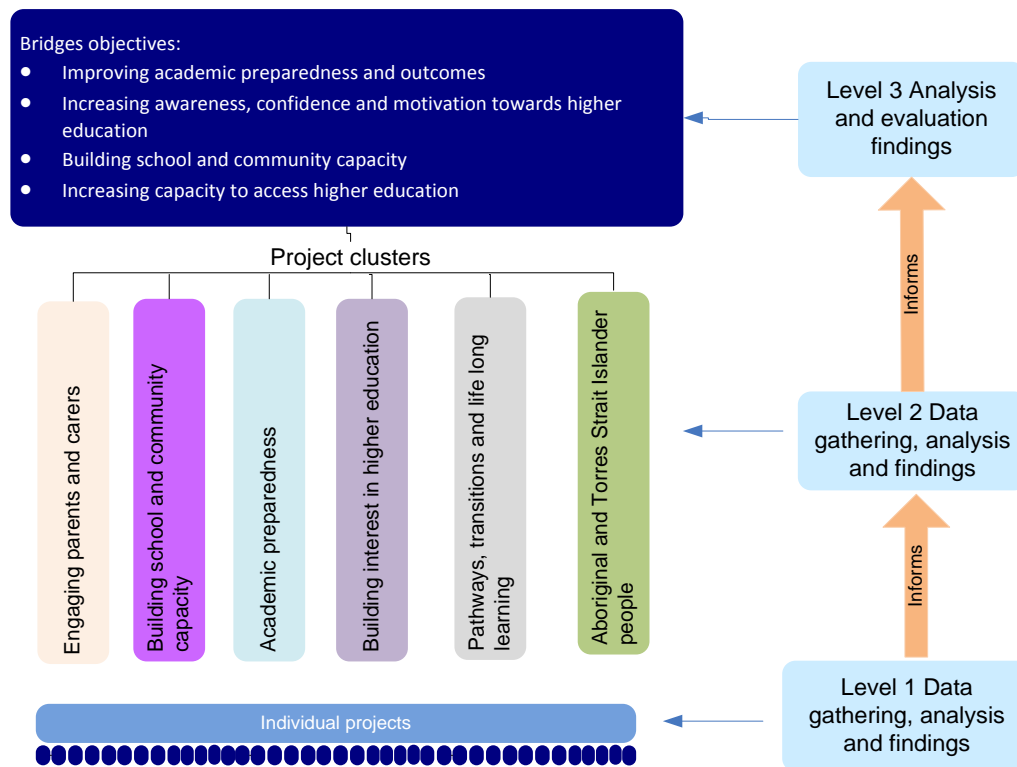 Bridges objectives:
● Improving academic preparedness and outcomes
● Increasing awareness, confidence and motivation towards higher
education
● Building school and community capacity
● Increasing capacity to access higher education
Level 3 Analysis
and evaluation
findings
Project clusters
Engaging parents and carers
Building school and community
capacity
Academic preparedness
Building interest in higher education
Pathways, transitions and life long
learning
Aboriginal and Torres Strait Islander
people
Informs
Level 2 Data
gathering, analysis
and findings
Informs
Level 1 Data
gathering, analysis
and findings
Individual projects